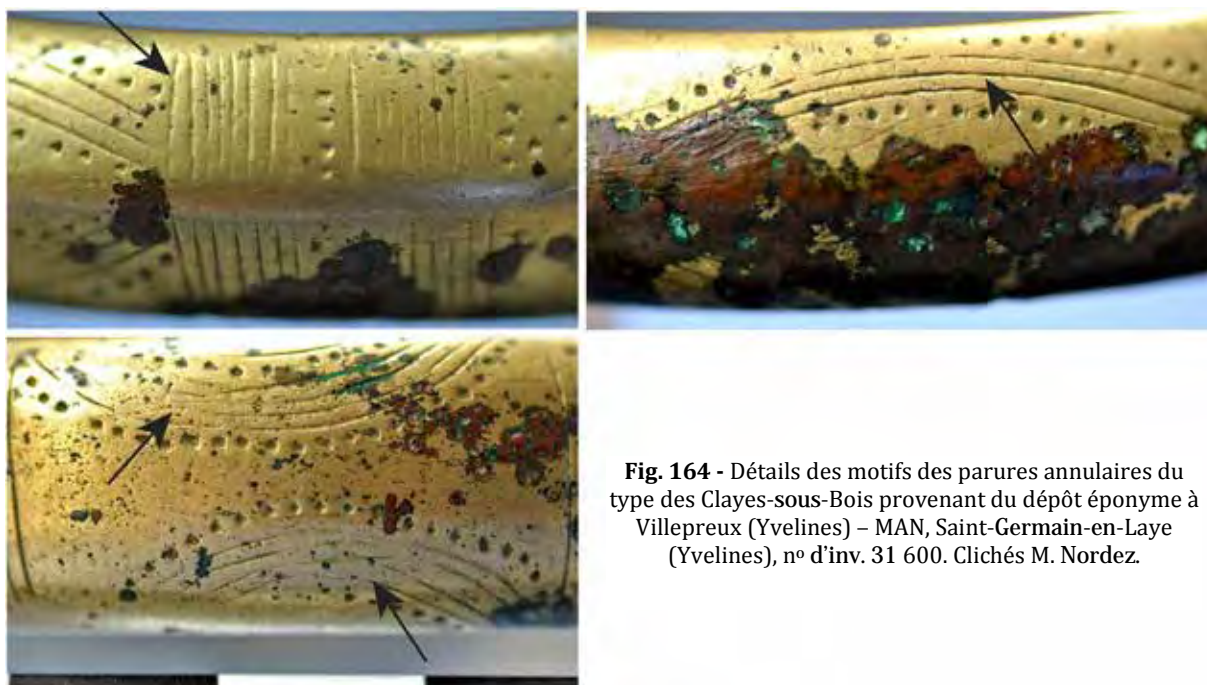 Fig. 164 - Détails des motifs des parures annulaires du
type des Clayes-sous-Bois provenant du dépôt éponyme à
Villepreux (Yvelines) – MAN, Saint-Germain-en-Laye
(Yvelines), nº d’inv. 31 600. Clichés M. Nordez.